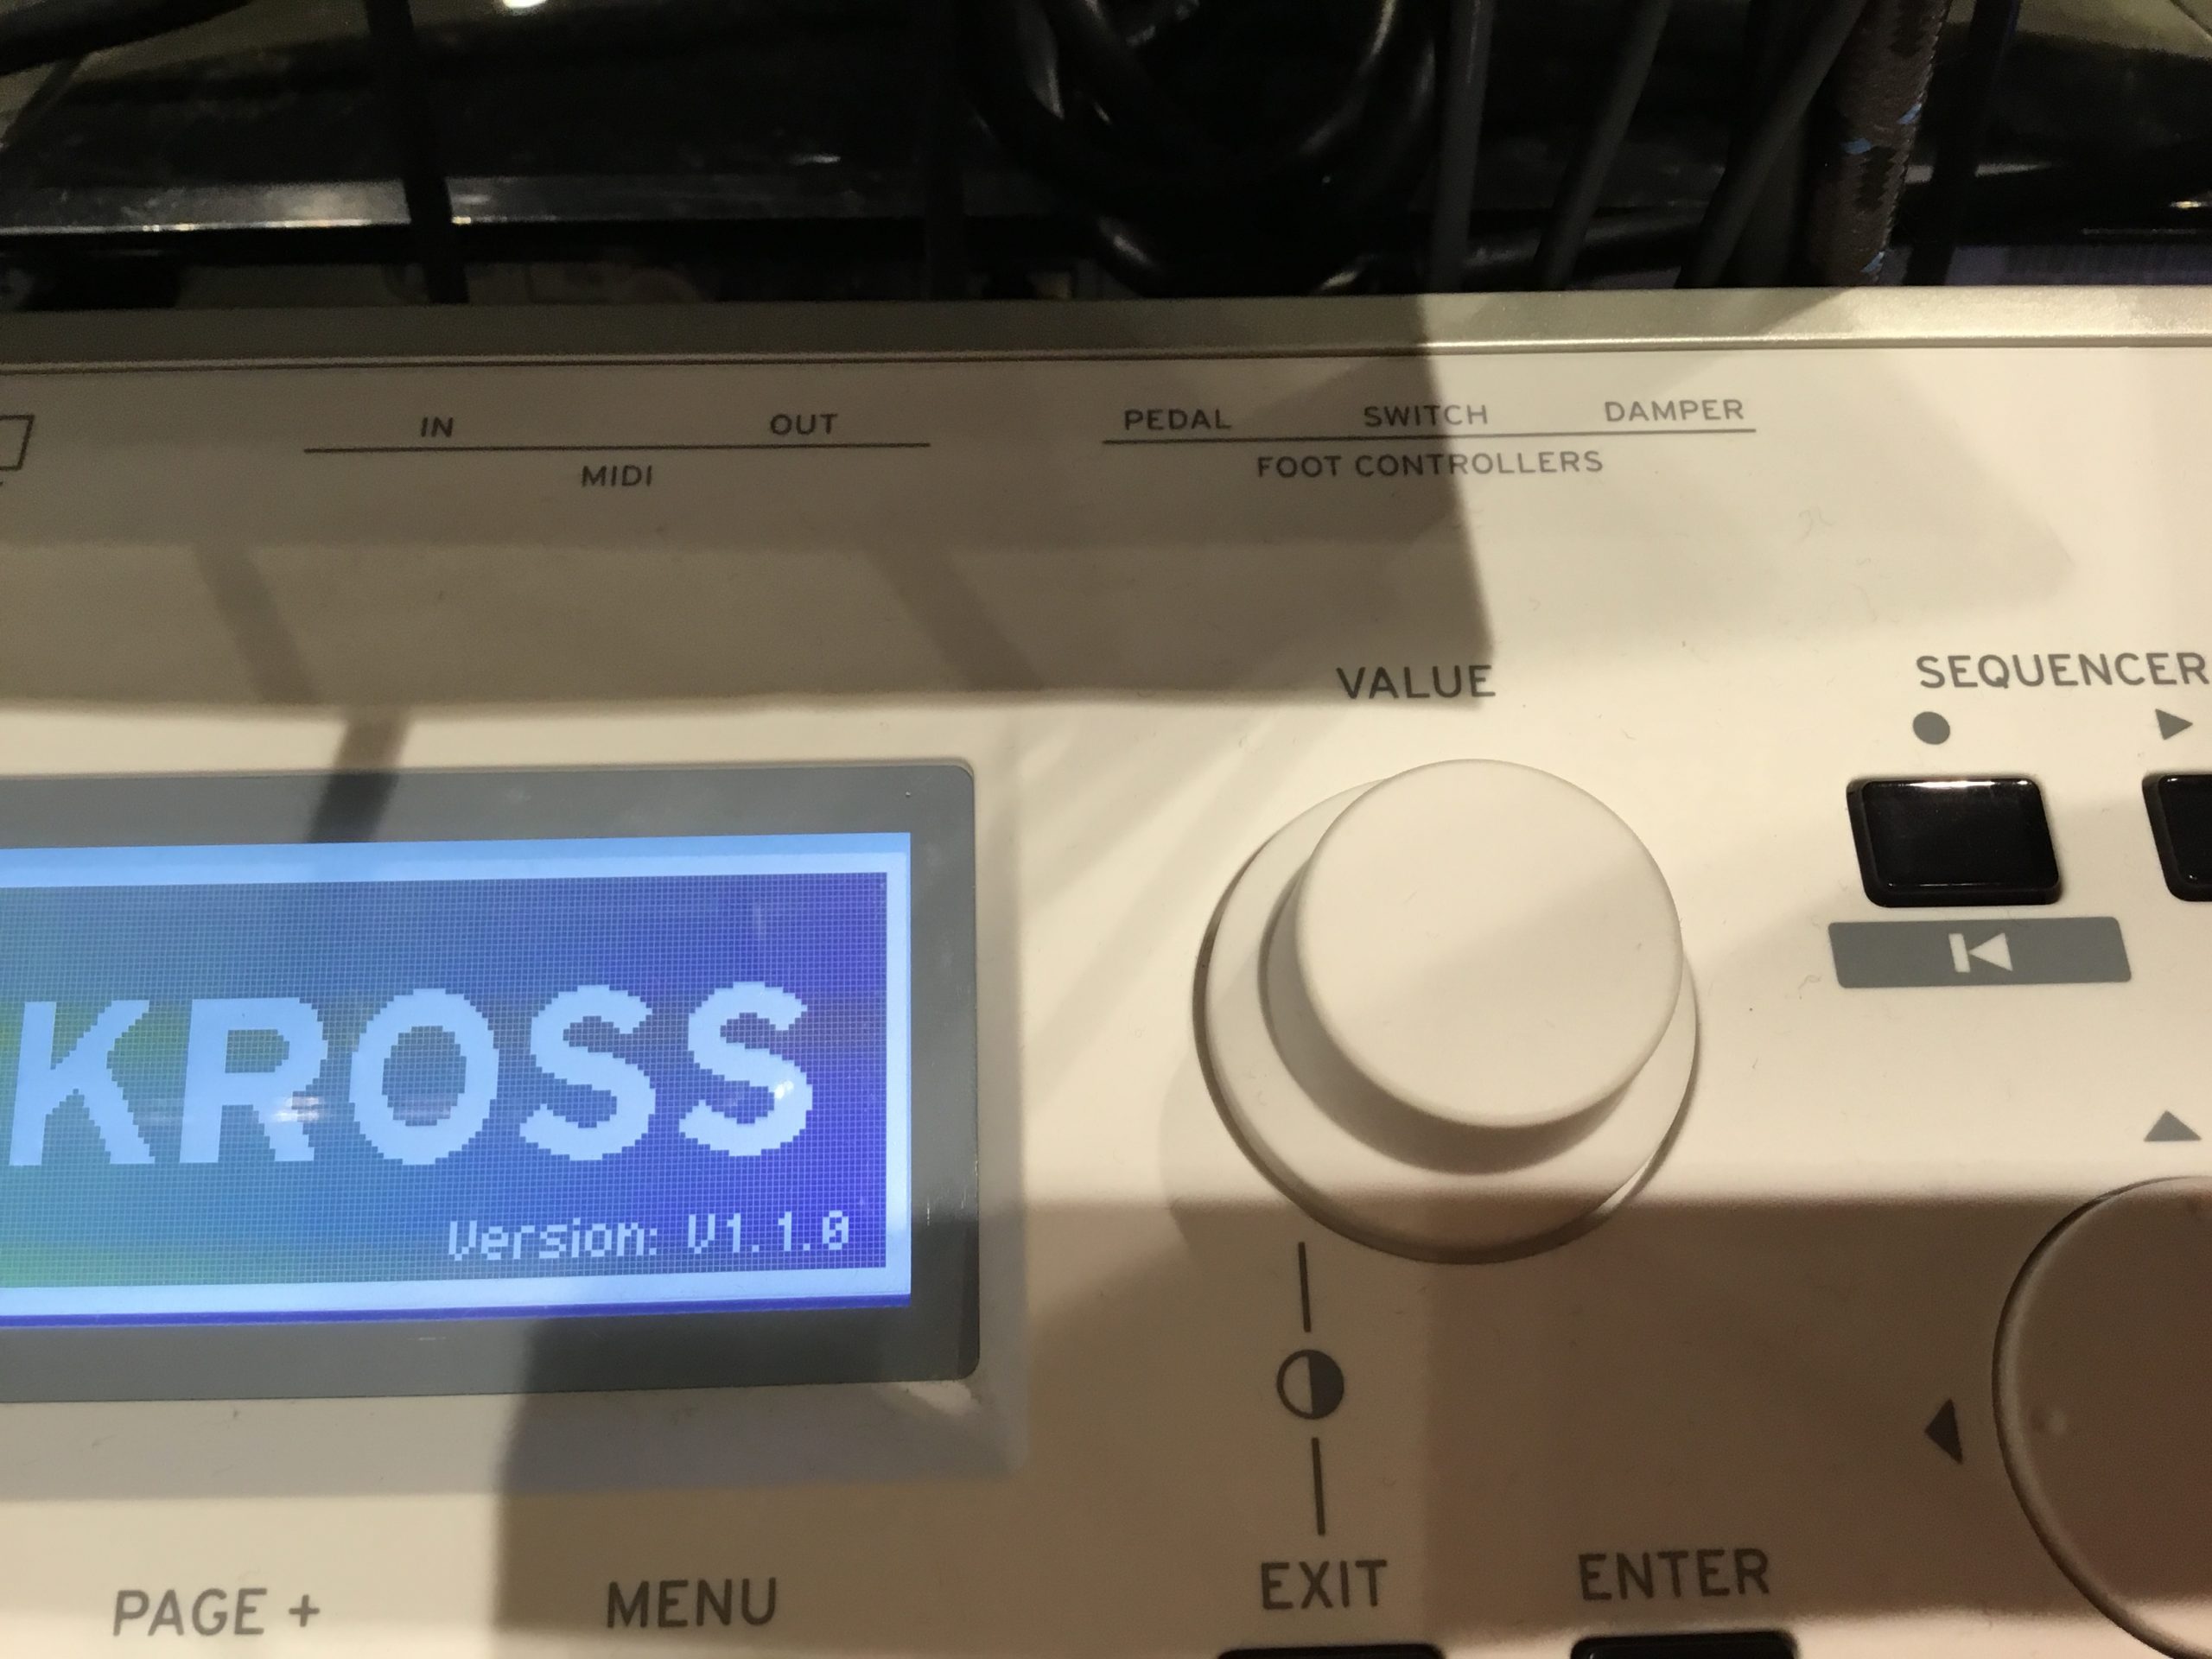 IN OUT
MIDI
PEDAL SWITCH DAMPER
FOOT CONTROLLERS
VALUE
SEQUENCER
KROSS
Version: V1.1.0
PAGE +
MENU
EXIT
ENTER